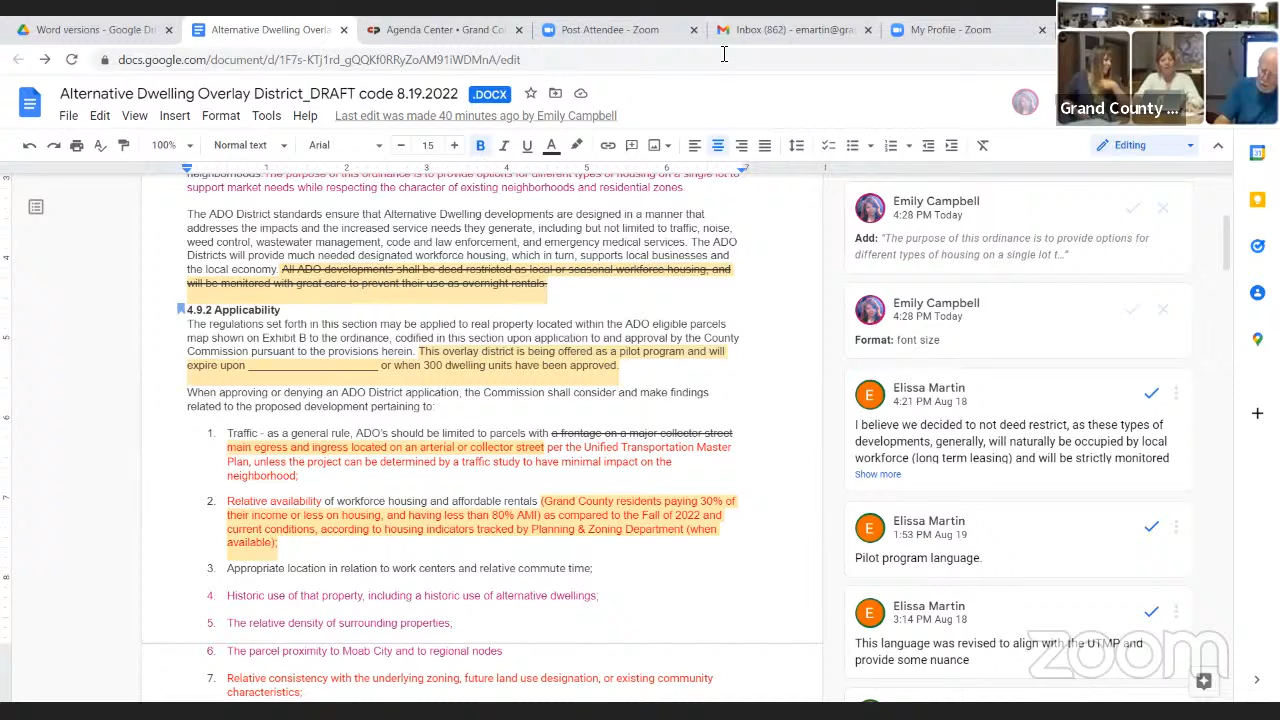 Word versions - Google D
Alternative Dwelling Overla
Agenda Center • Grand Co
Post Attendee - Zoom
Inbox (862) - emartin@gra
My Profile - Zoom
docs.google.com/document/d/1F7s-KTj1rd_gQQKf0RRyZoAM91iWDMnA/edit
Alternative Dwelling Overlay District_DRAFT code 8.19.2022 .DOCX
File Edit View Insert Format Tools Help Last edit was made 40 minutes ago by Emily Campbell
Grand County ...
100% Normal text Arial 15 B I U A Editing
1 2 3 4 5 6 7
neighborhoods. The purpose of this ordinance is to provide options for different types of housing on a single lot to
support market needs while respecting the character of existing neighborhoods and residential zones.
The ADO District standards ensure that Alternative Dwelling developments are designed in a manner that
addresses the impacts and the increased service needs they generate, including but not limited to traffic, noise,
weed control, wastewater management, code and law enforcement, and emergency medical services. The ADO
Districts will provide much needed designated workforce housing, which in turn, supports local businesses and
the local economy. All ADO developments shall be deed restricted as local or seasonal workforce housing, and
will be monitored with great care to prevent their use as overnight rentals.
4.9.2 Applicability
The regulations set forth in this section may be applied to real property located within the ADO eligible parcels
map shown on Exhibit B to the ordinance, codified in this section upon application to and approval by the County
Commission pursuant to the provisions herein. This overlay district is being offered as a pilot program and will
expire upon ______________________ or when 300 dwelling units have been approved.
When approving or denying an ADO District application, the Commission shall consider and make findings
related to the proposed development pertaining to:
1. Traffic - as a general rule, ADO's should be limited to parcels with a frontage on a major collector street
main egress and ingress located on an arterial or collector street per the Unified Transportation Master
Plan, unless the project can be determined by a traffic study to have minimal impact on the
neighborhood;
2. Relative availability of workforce housing and affordable rentals (Grand County residents paying 30% of
their income or less on housing, and having less than 80% AMI) as compared to the Fall of 2022 and
current conditions, according to housing indicators tracked by Planning & Zoning Department (when
available);
3. Appropriate location in relation to work centers and relative commute time;
4. Historic use of that property, including a historic use of alternative dwellings;
5. The relative density of surrounding properties;
6. The parcel proximity to Moab City and to regional nodes
7. Relative consistency with the underlying zoning, future land use designation, or existing community
characteristics;
3
4
5
6
7
8
Emily Campbell
4:28 PM Today
Add: "The purpose of this ordinance is to provide options for
different types of housing on a single lot t..."
Emily Campbell
4:28 PM Today
Format: font size
E
Elissa Martin
4:21 PM Aug 18
I believe we decided to not deed restrict, as these types of
developments, generally, will naturally be occupied by local
workforce (long term leasing) and will be strictly monitored
Show more
E
Elissa Martin
1:53 PM Aug 19
Pilot program language.
E
Elissa Martin
3:14 PM Aug 18
This language was revised to align with the UTMP and
provide some nuance
zoom